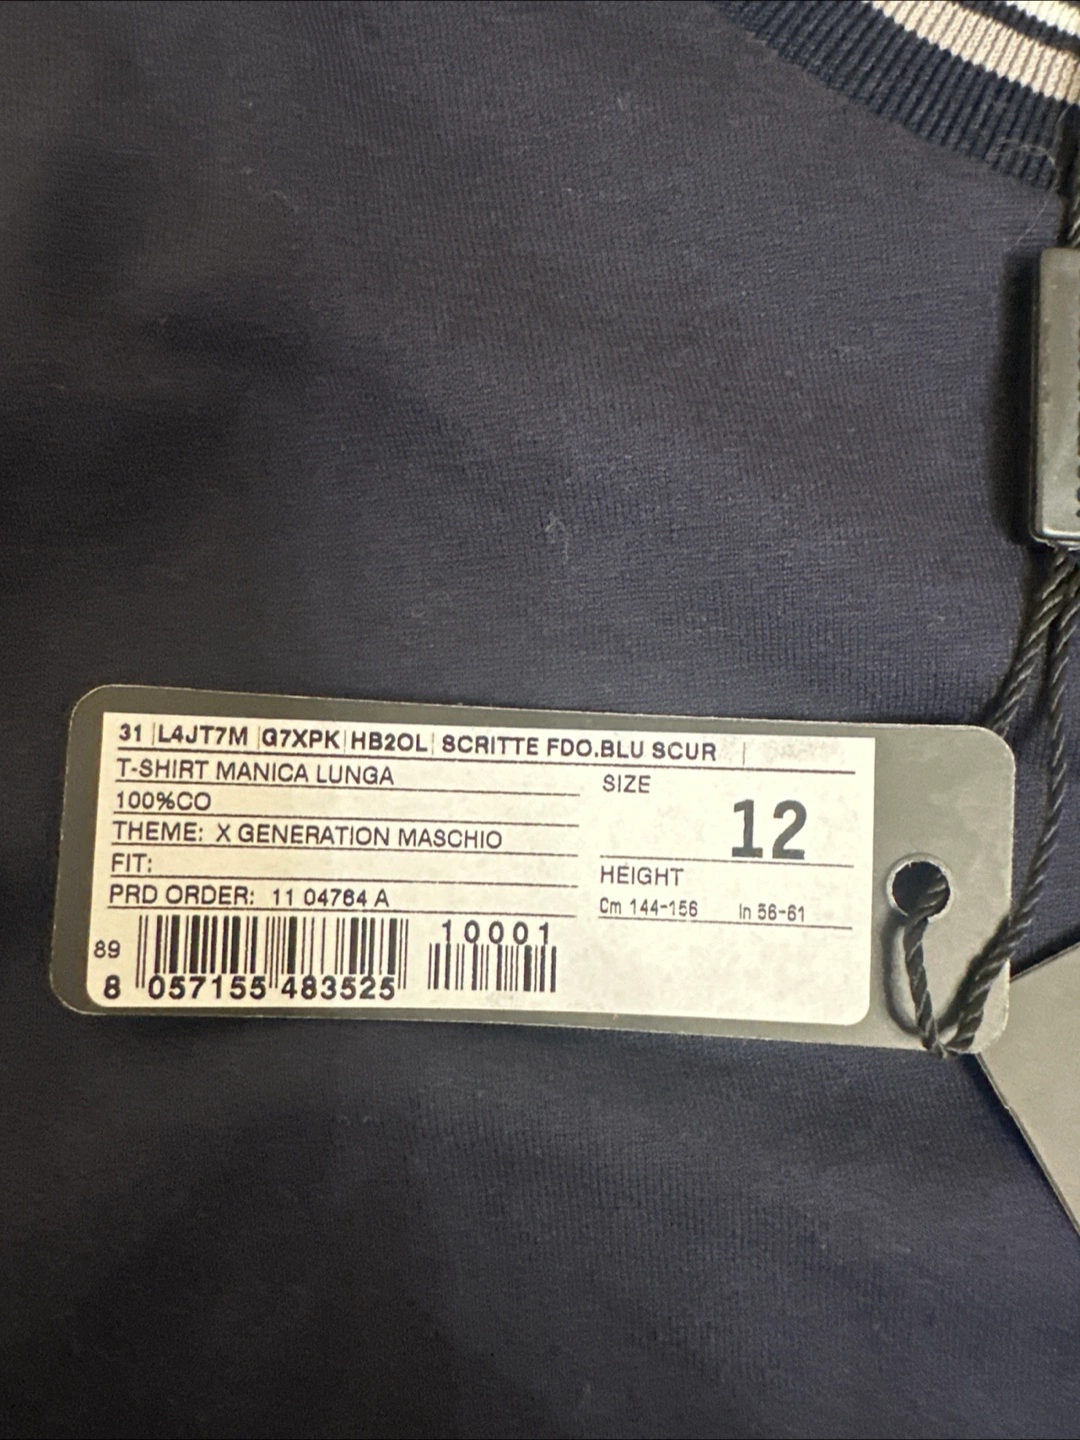 31 L4JT7M G7XPK HB2OL SCRITTE FDO.BLU SCUR
T-SHIRT MANICA LUNGA
100%CO
THEME: X GENERATION MASCHIO
FIT:
PRD ORDER: 11 04764 A
SIZE
12
HEIGHT
Cm 144-156 In 56-61
10001
89
8 057155 483525